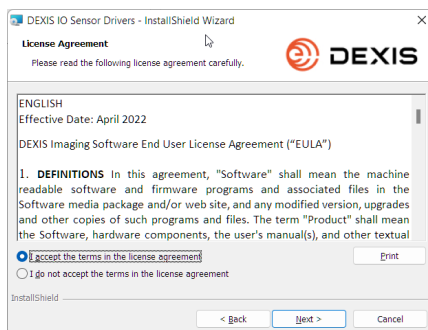 DEXIS IO Sensor Drivers - InstallShield Wizard
License Agreement
Please read the following license agreement carefully.
DEXIS
ENGLISH
Effective Date: April 2022
DEXIS Imaging Software End User License Agreement (“EULA”)
1. DEFINITIONS In this agreement, "Software" shall mean the machine
readable software and firmware programs and associated files in the
Software media package and/or web site, and any modified version, upgrades
and other copies of such programs and files. The term "Product" shall mean
the Software, hardware components, the user's manual(s), and other textual
I accept the terms in the license agreement
Print
I do not accept the terms in the license agreement
InstallShield
< Back
Next >
Cancel